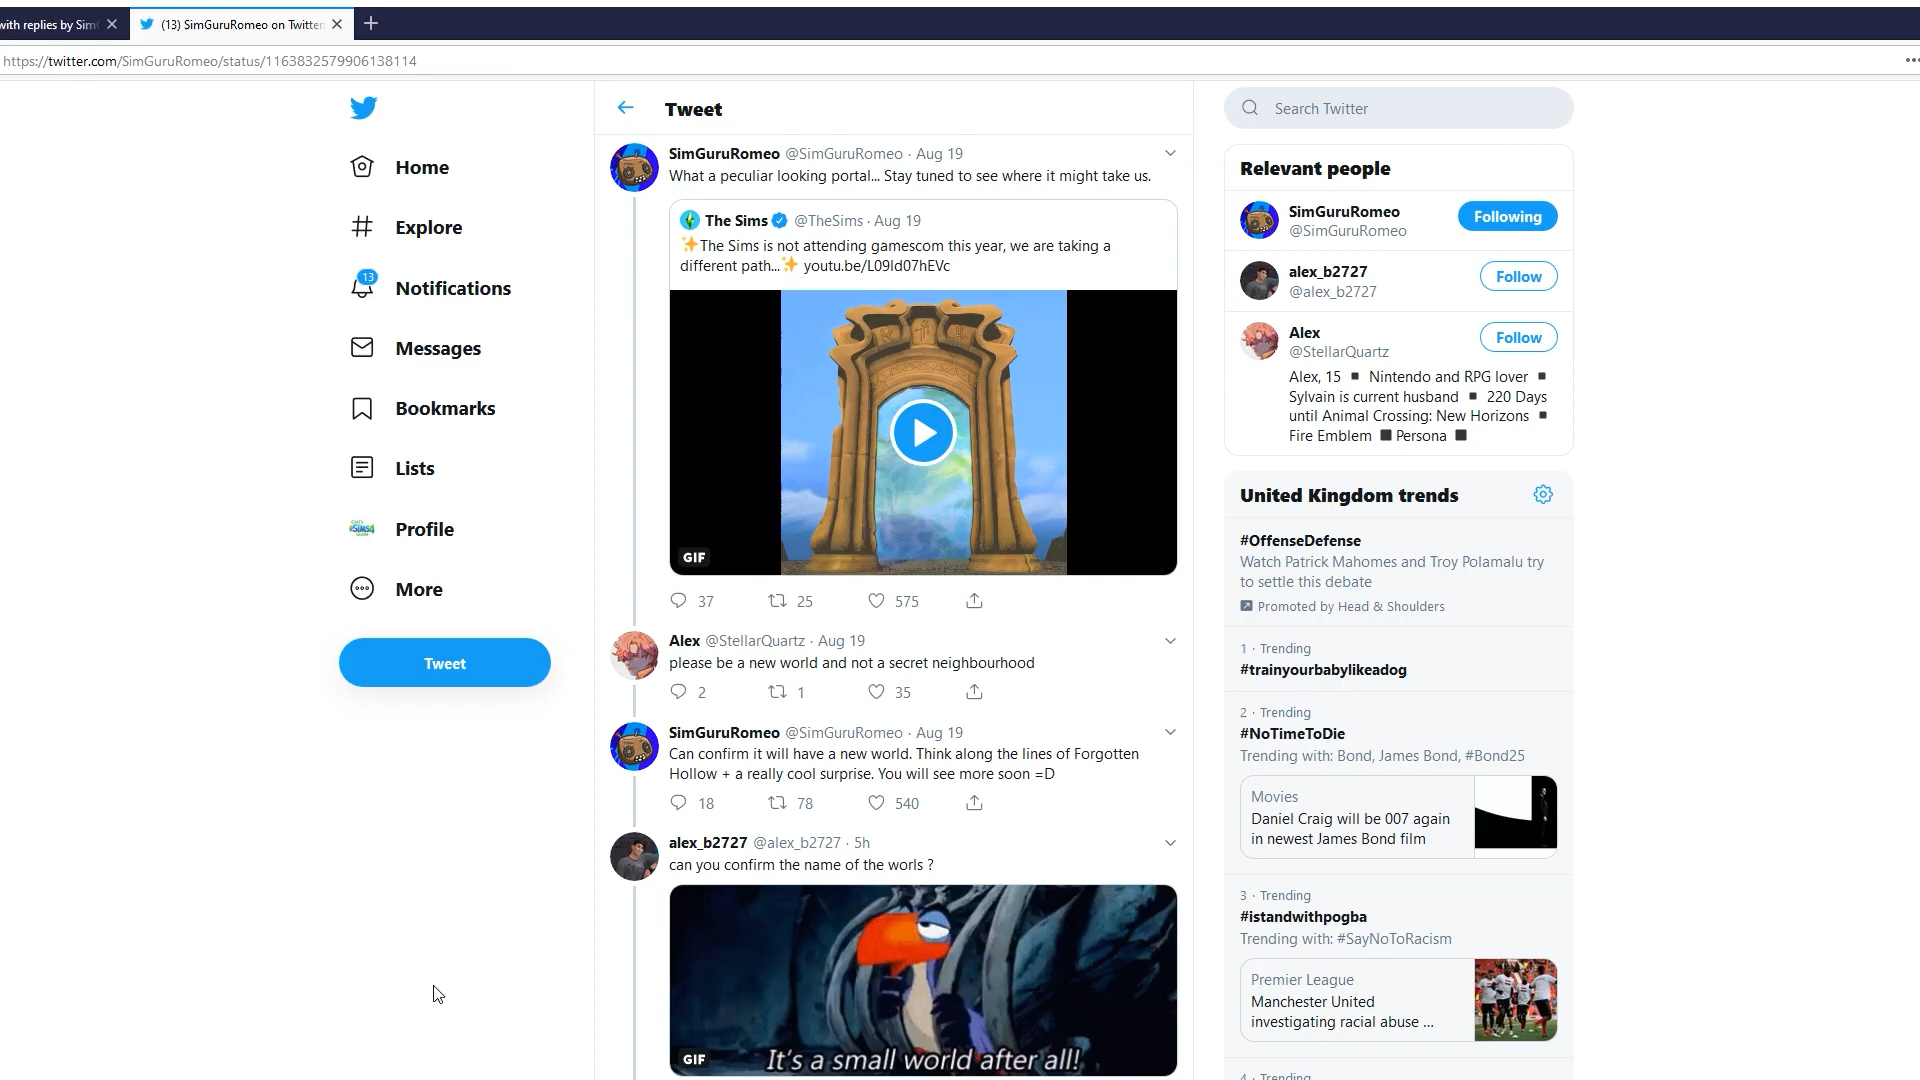 with replies by Sim
(13) SimGuruRomeo on Twitter
https://twitter.com/SimGuruRomeo/status/1163832579906138114
Home
Explore
13
Notifications
Messages
Bookmarks
Lists
Profile
More
Tweet
Tweet
SimGuruRomeo @SimGuruRomeo · Aug 19
What a peculiar looking portal... Stay tuned to see where it might take us.
The Sims @TheSims · Aug 19
✨The Sims is not attending gamescom this year, we are taking a
different path...✨ youtu.be/L09ld07hEVc
GIF
37 25 575
Alex @StellarQuartz · Aug 19
please be a new world and not a secret neighbourhood
2 1 35
SimGuruRomeo @SimGuruRomeo · Aug 19
Can confirm it will have a new world. Think along the lines of Forgotten
Hollow + a really cool surprise. You will see more soon =D
18 78 540
alex_b2727 @alex_b2727 · 5h
can you confirm the name of the worls ?
It's a small world after all!
GIF
Search Twitter
Relevant people
SimGuruRomeo
@SimGuruRomeo
Following
alex_b2727
@alex_b2727
Follow
Alex
@StellarQuartz
Follow
Alex, 15 ▪ Nintendo and RPG lover ▪
Sylvain is current husband ▪ 220 Days
until Animal Crossing: New Horizons ▪
Fire Emblem ◼ Persona ◼
United Kingdom trends
#OffenseDefense
Watch Patrick Mahomes and Troy Polamalu try
to settle this debate
Promoted by Head & Shoulders
1 · Trending
#trainyourbabylikeadog
2 · Trending
#NoTimeToDie
Trending with: Bond, James Bond, #Bond25
Movies
Daniel Craig will be 007 again
in newest James Bond film
3 · Trending
#istandwithpogba
Trending with: #SayNoToRacism
Premier League
Manchester United
investigating racial abuse ...
4 · Trending